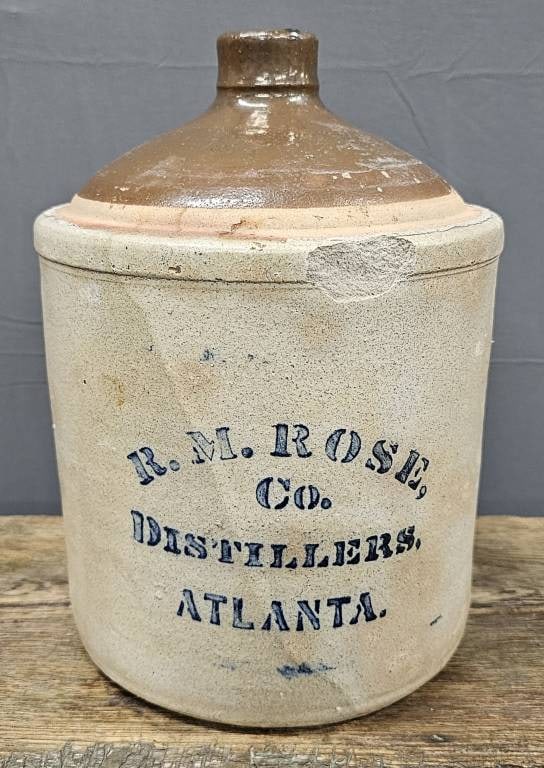 R. M. ROSE,
Co.
DISTILLERS.
ATLANTA.